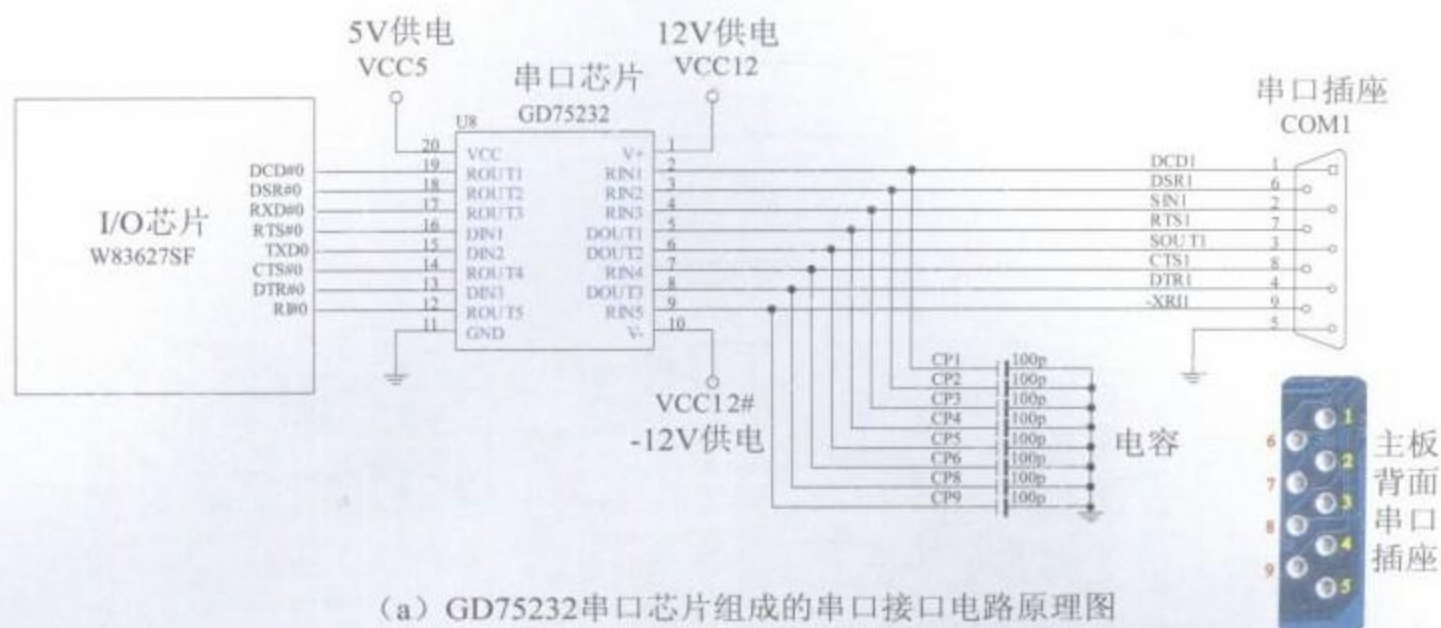 5V供电
VCC5
12V供电
VCC12
串口芯片
GD75232
U8
串口插座
COM1
I/O芯片
W83627SF
DCD#0
DSR#0
RXD#0
RTS#0
TXD0
CTS#0
DTR#0
RI#0
20
19
18
17
16
15
14
13
12
11
VCC
ROUT1
ROUT2
ROUT3
DIN1
DIN2
ROUT4
DIN3
ROUT5
GND
V+
RIN1
RIN2
RIN3
DOUT1
DOUT2
RIN4
DOUT3
RIN5
V-
1
2
3
4
5
6
7
8
9
10
DCD1
DSR1
SIN1
RTS1
SOUT1
CTS1
DTR1
-XRI1
1
6
2
7
3
8
4
9
5
VCC12#
-12V供电
CP1 100p
CP2 100p
CP3 100p
CP4 100p
CP5 100p
CP6 100p
CP8 100p
CP9 100p
电容
1
2
3
4
5
6
7
8
9
主板
背面
串口
插座
（a）GD75232串口芯片组成的串口接口电路原理图